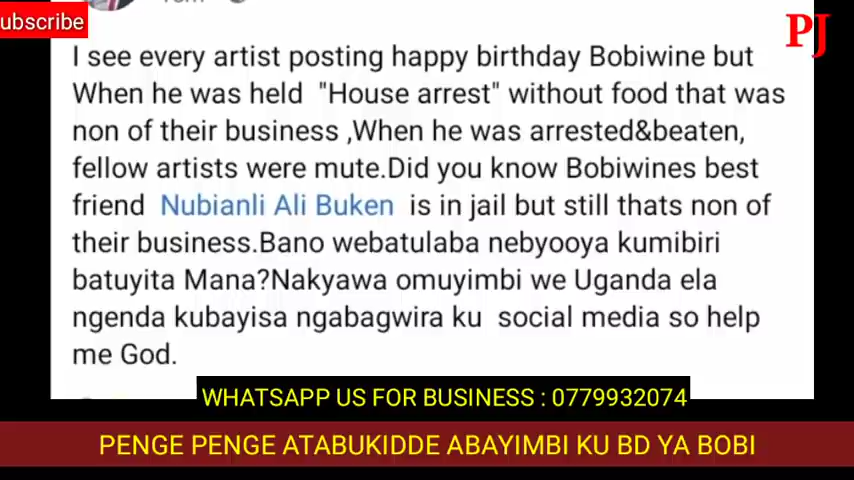 ubscribe
PJ
I see every artist posting happy birthday Bobiwine but
When he was held "House arrest" without food that was
non of their business ,When he was arrested&beaten,
fellow artists were mute.Did you know Bobiwines best
friend Nubianli Ali Buken is in jail but still thats non of
their business.Bano webatulaba nebyooya kumibiri
batuyita Mana?Nakyawa omuyimbi we Uganda ela
ngenda kubayisa ngabagwira ku social media so help
me God.
WHATSAPP US FOR BUSINESS : 0779932074
PENGE PENGE ATABUKIDDE ABAYIMBI KU BD YA BOBI